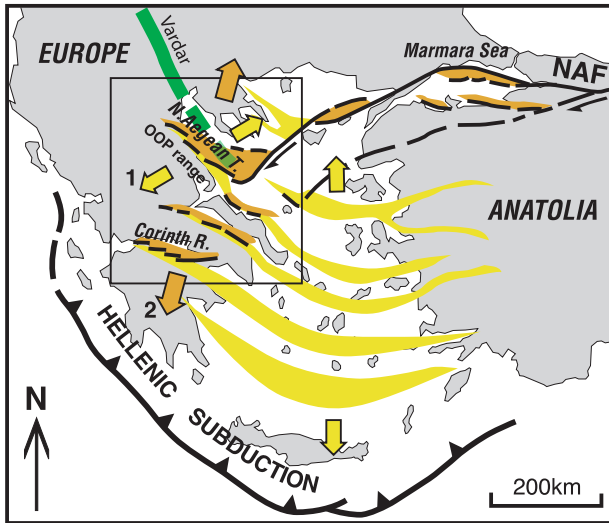 EUROPE
Vardar
Marmara Sea
NAF
N. Aegean T.
OOP range
1
ANATOLIA
Corinth R.
2
HELLENIC SUBDUCTION
N
200km